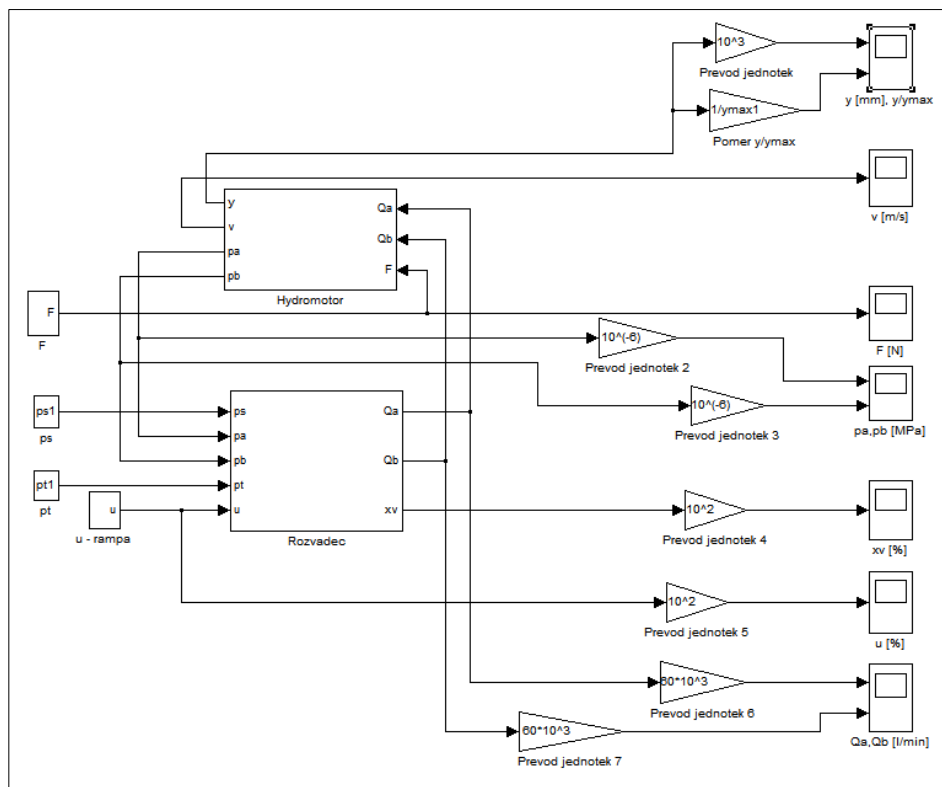 10^3
Prevod jednotek
y [mm], y/ymax
1/ymax1
Pomer y/ymax
y
v
pa
pb
Qa
Qb
F
Hydromotor
v [m/s]
F
F
F [N]
10^(-6)
Prevod jednotek 2
10^(-6)
Prevod jednotek 3
pa,pb [MPa]
ps1
ps
pt1
pt
u
u - rampa
ps
pa
pb
pt
u
Qa
Qb
xv
Rozvadec
10^2
Prevod jednotek 4
xv [%]
10^2
Prevod jednotek 5
u [%]
60*10^3
Prevod jednotek 6
60*10^3
Prevod jednotek 7
Qa,Qb [l/min]